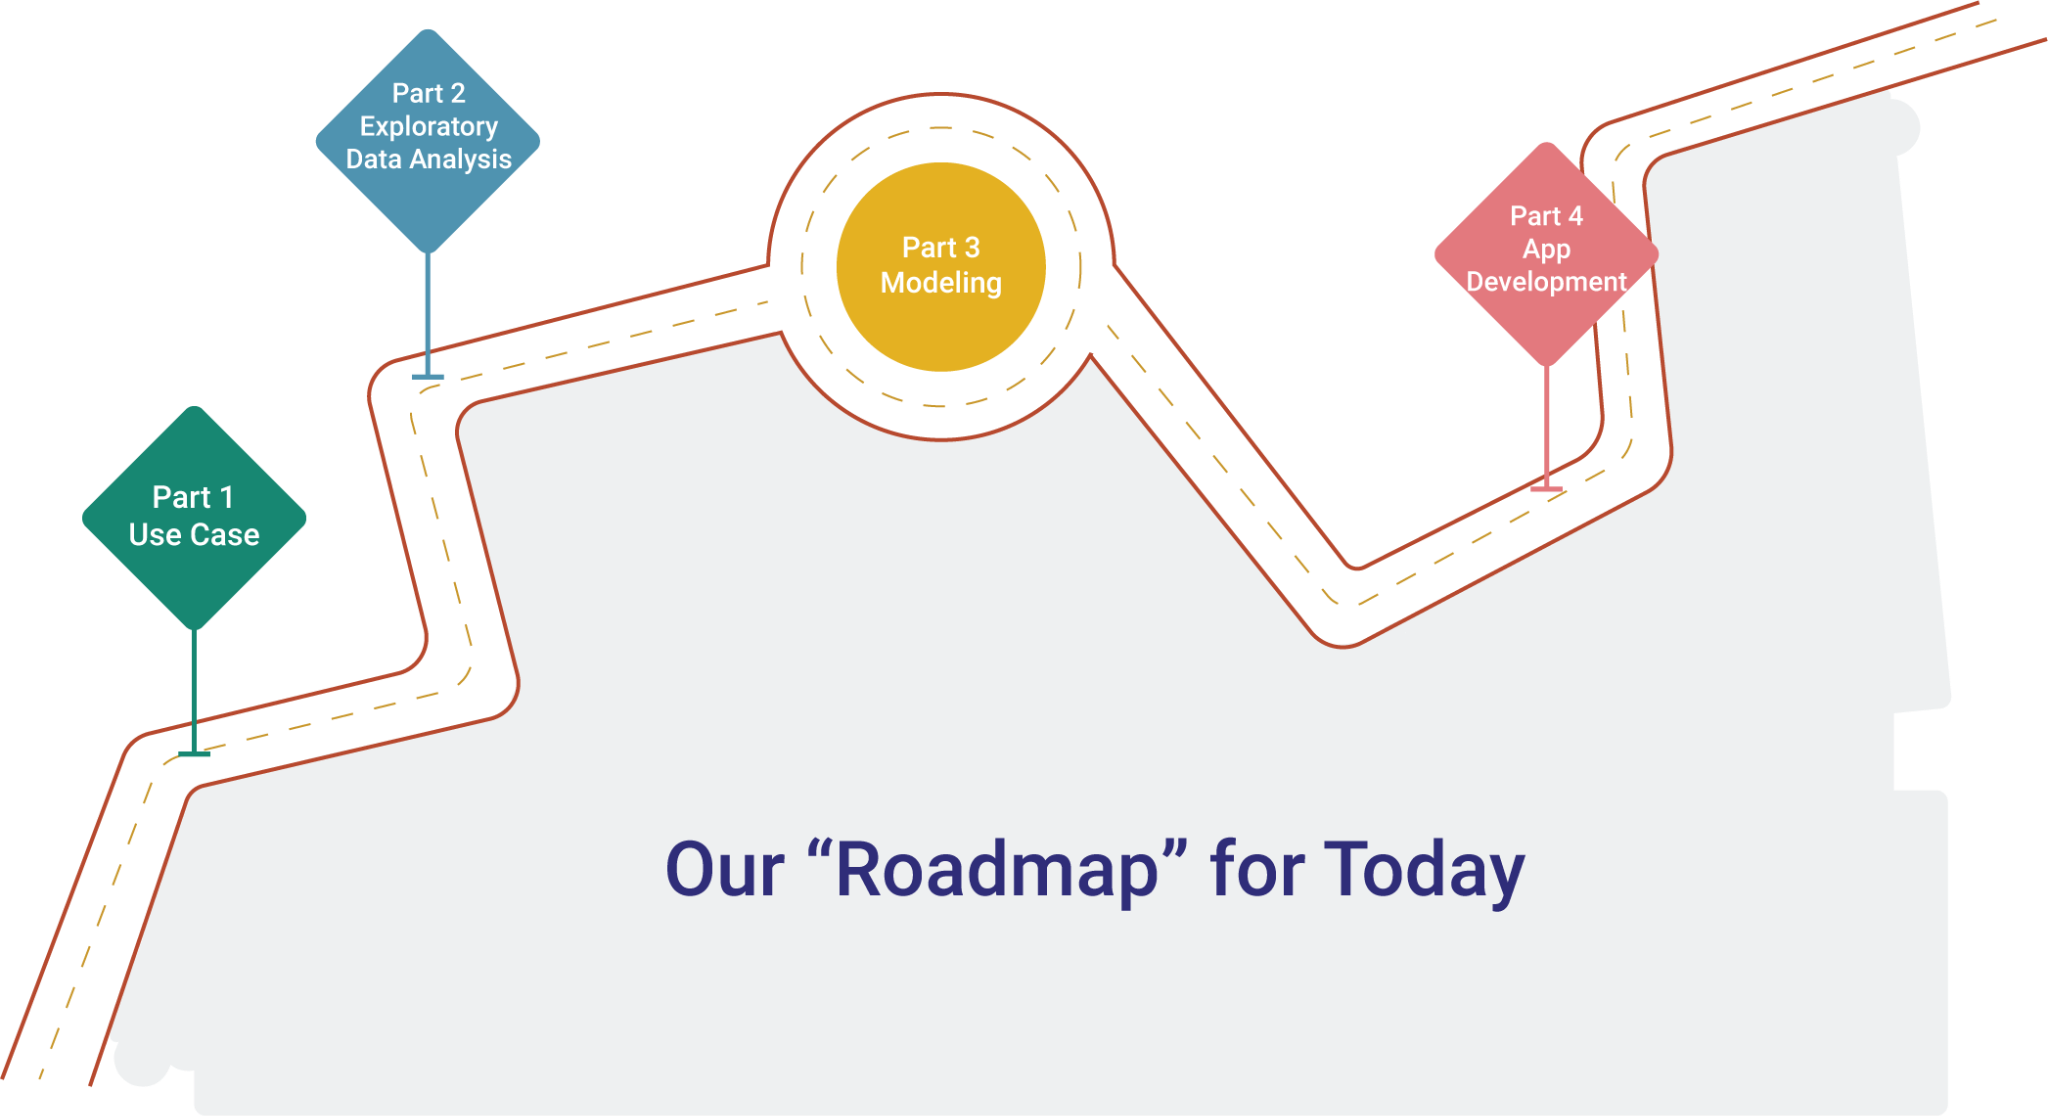 Part 1
Use Case
Part 2
Exploratory
Data Analysis
Part 3
Modeling
Part 4
App
Development
Our “Roadmap” for Today